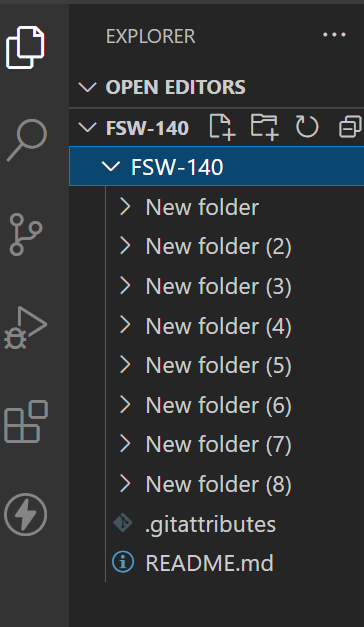 EXPLORER
OPEN EDITORS
FSW-140
FSW-140
New folder
New folder (2)
New folder (3)
New folder (4)
New folder (5)
New folder (6)
New folder (7)
New folder (8)
.gitattributes
README.md